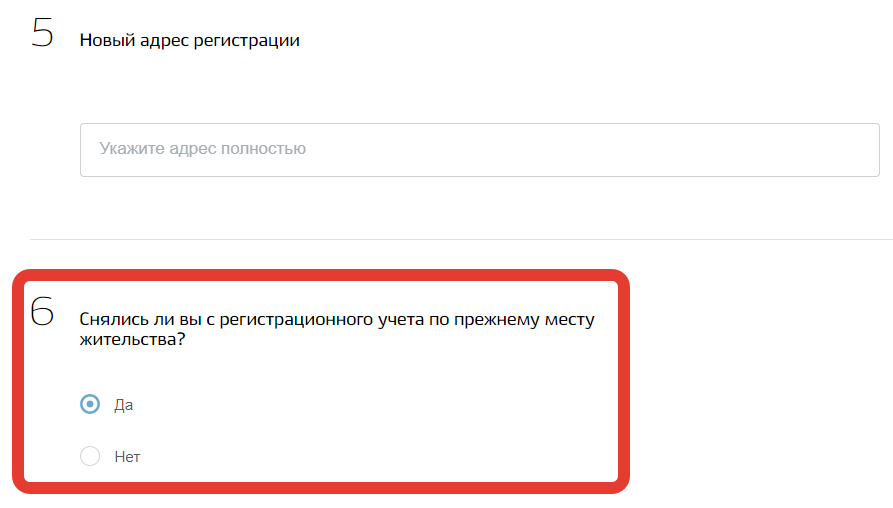 5
Новый адрес регистрации
Укажите адрес полностью
6
Снялись ли вы с регистрационного учета по прежнему месту
жительства?
Да
Нет